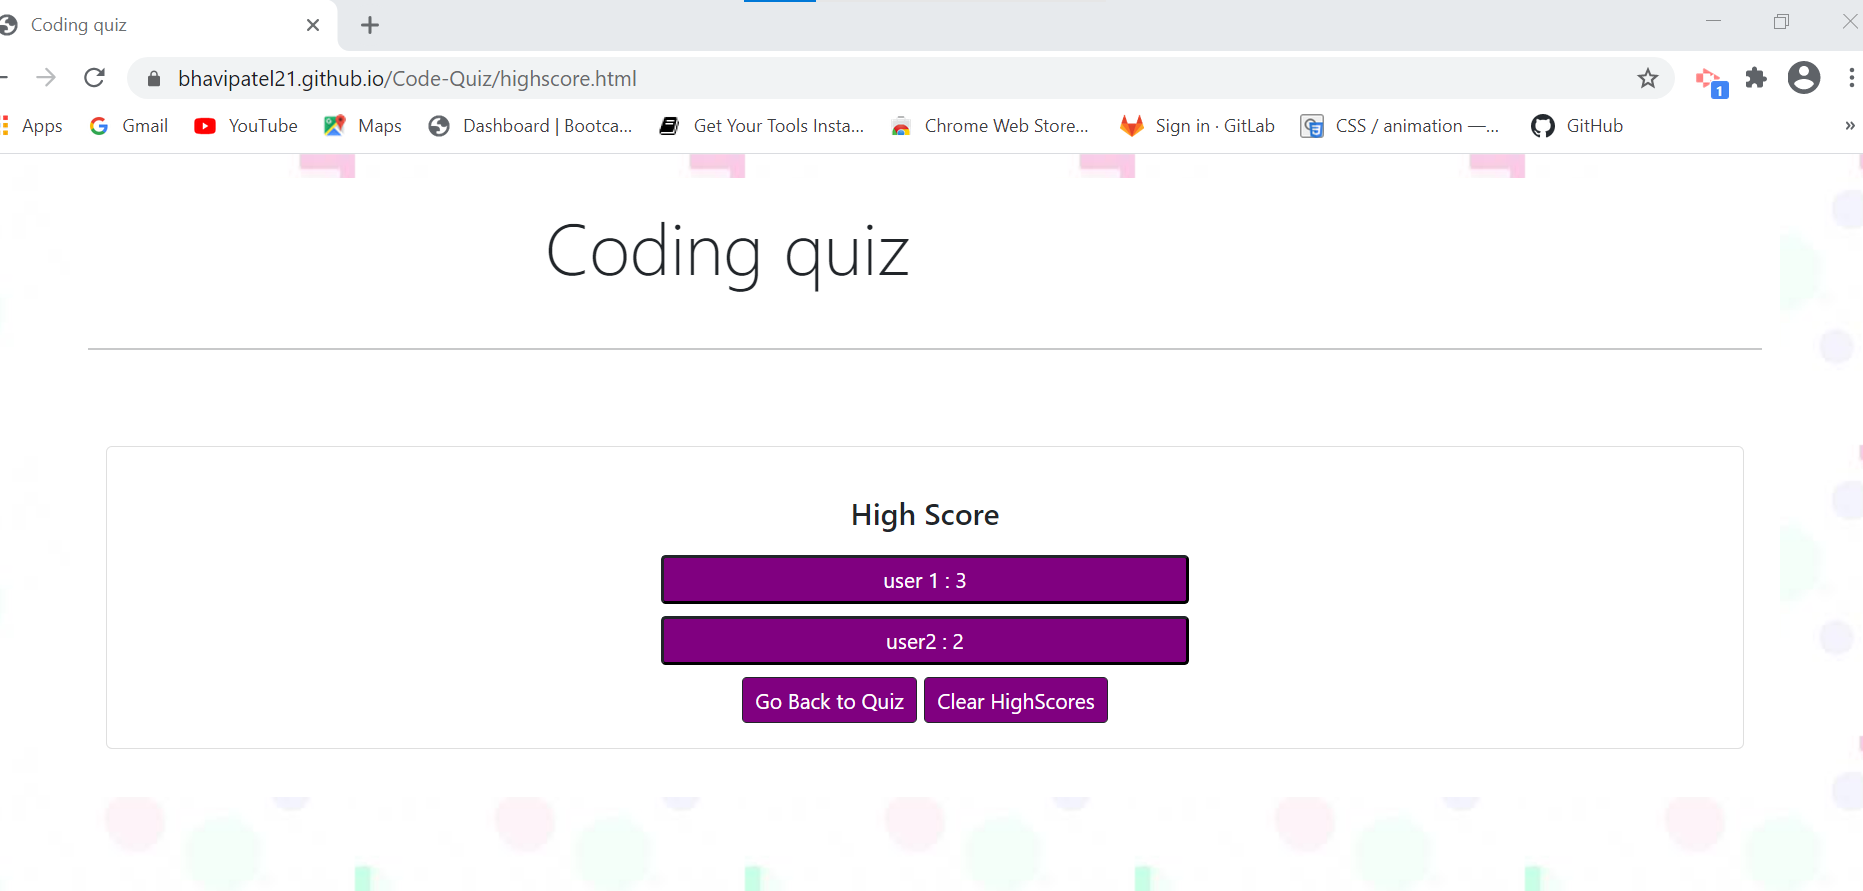 Coding quiz
bhavipatel21.github.io/Code-Quiz/highscore.html
1
Apps Gmail YouTube Maps Dashboard | Bootca... Get Your Tools Insta... Chrome Web Store... Sign in · GitLab CSS / animation —... GitHub »
Coding quiz
High Score
user 1 : 3
user2 : 2
Go Back to Quiz Clear HighScores